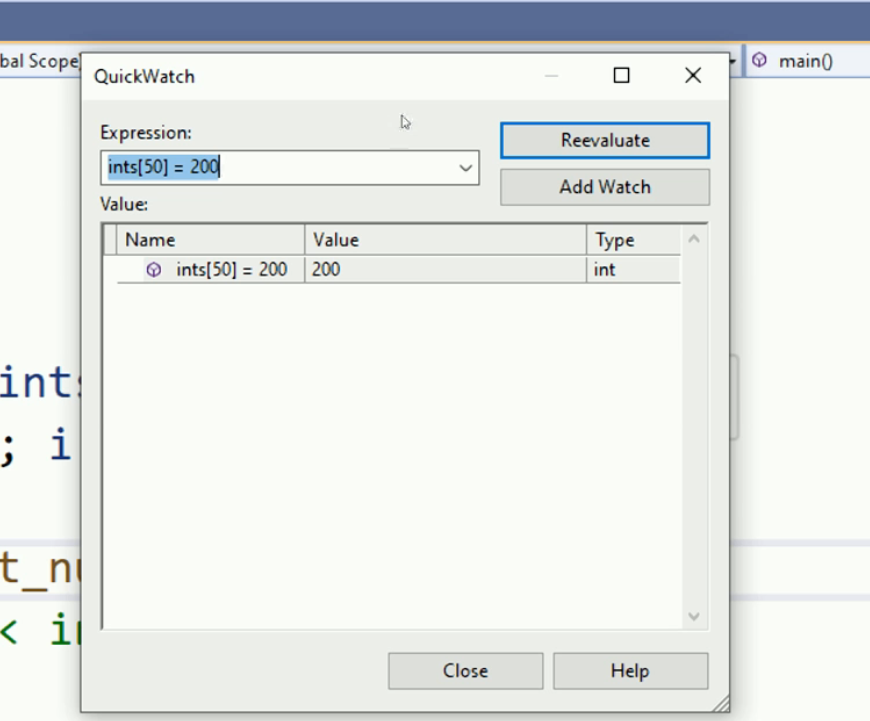 bal Scope)
main()
QuickWatch
Expression:
Reevaluate
ints[50] = 200
Add Watch
Value:
Name Value Type
ints[50] = 200 200 int
ints
; i
t_nu
< in
Close Help